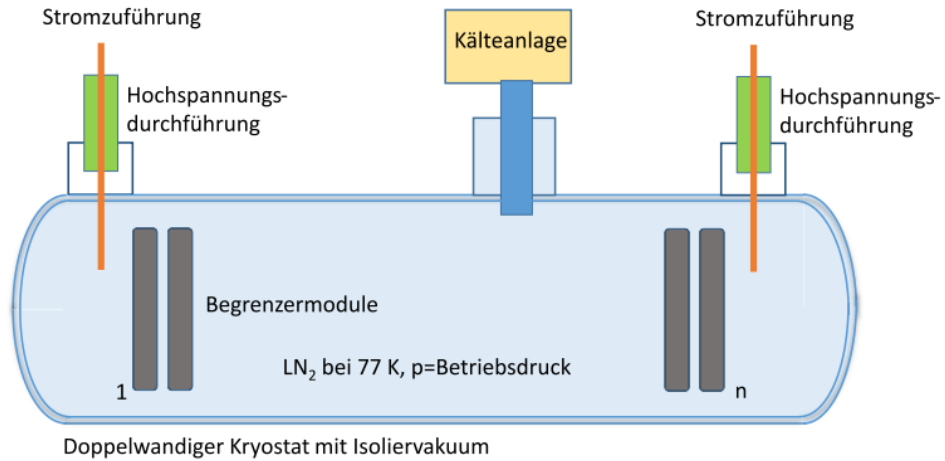 Stromzuführung
Kälteanlage
Stromzuführung
Hochspannungs-
durchführung
Hochspannungs-
durchführung
Begrenzermodule
LN₂ bei 77 K, p=Betriebsdruck
1
n
Doppelwandiger Kryostat mit Isoliervakuum